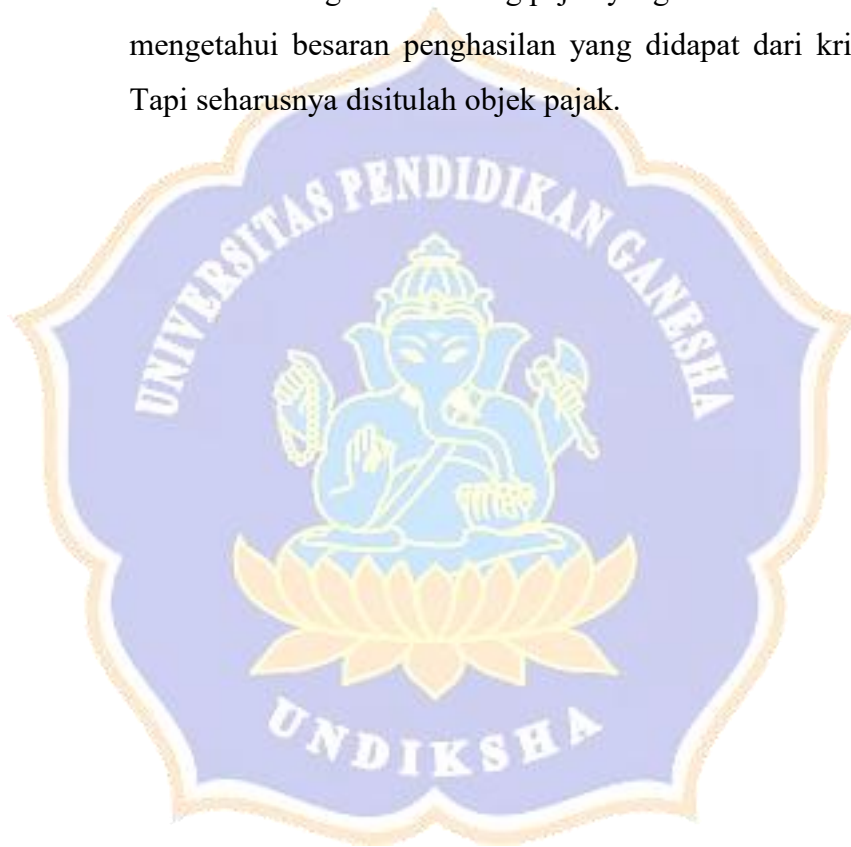 mengetahui besaran penghasilan yang didapat dari kri
Tapi seharusnya disitulah objek pajak.
UNIVERSITAS PENDIDIKAN GANESHA
UNDIKSHA